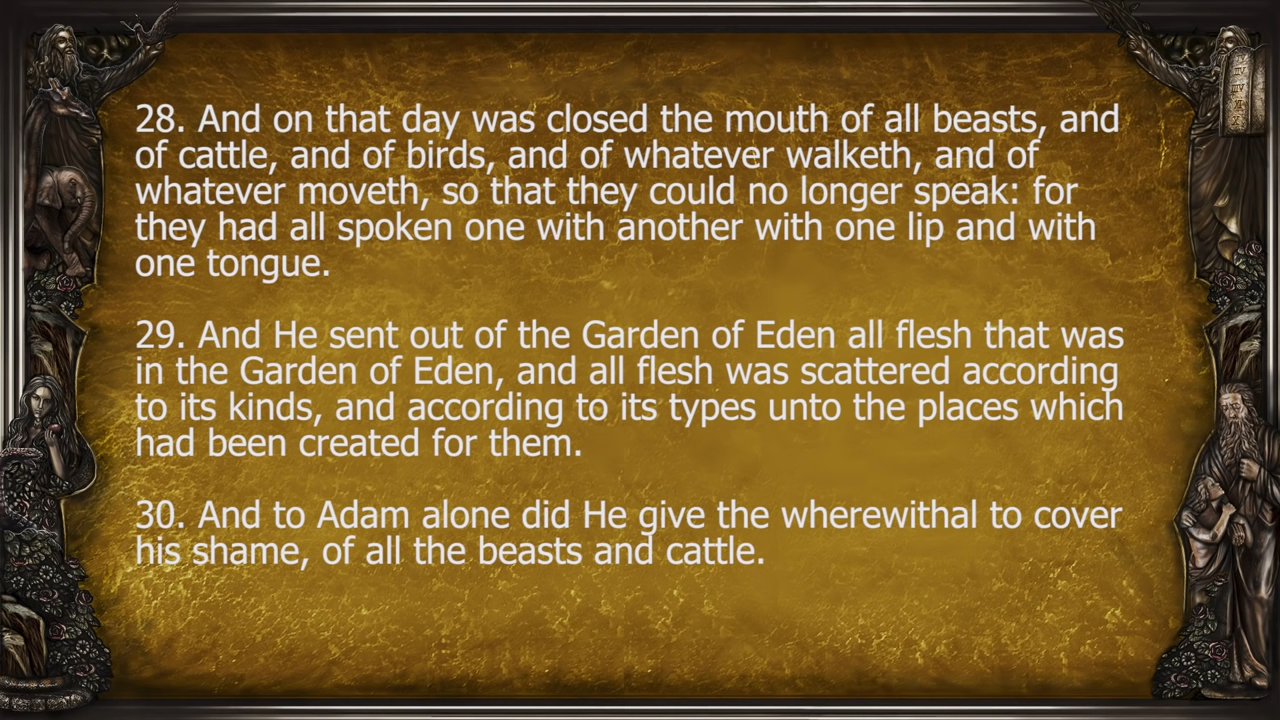 28. And on that day was closed the mouth of all beasts, and
of cattle, and of birds, and of whatever walketh, and of
whatever moveth, so that they could no longer speak: for
they had all spoken one with another with one lip and with
one tongue.
29. And He sent out of the Garden of Eden all flesh that was
in the Garden of Eden, and all flesh was scattered according
to its kinds, and according to its types unto the places which
had been created for them.
30. And to Adam alone did He give the wherewithal to cover
his shame, of all the beasts and cattle.